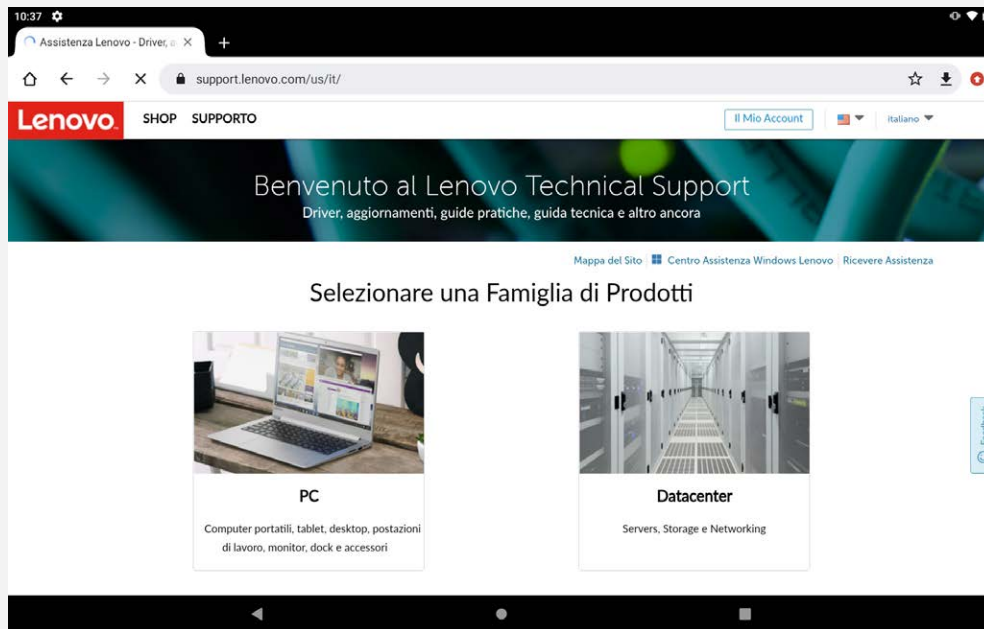 10:37
Assistenza Lenovo - Driver,
support.lenovo.com/us/it/
Lenovo
SHOP SUPPORTO
Il Mio Account
italiano
Benvenuto al Lenovo Technical Support
Driver, aggiornamenti, guide pratiche, guida tecnica e altro ancora
Mappa del Sito Centro Assistenza Windows Lenovo Ricevere Assistenza
Selezionare una Famiglia di Prodotti
PC
Computer portatili, tablet, desktop, postazioni
di lavoro, monitor, dock e accessori
Datacenter
Servers, Storage e Networking